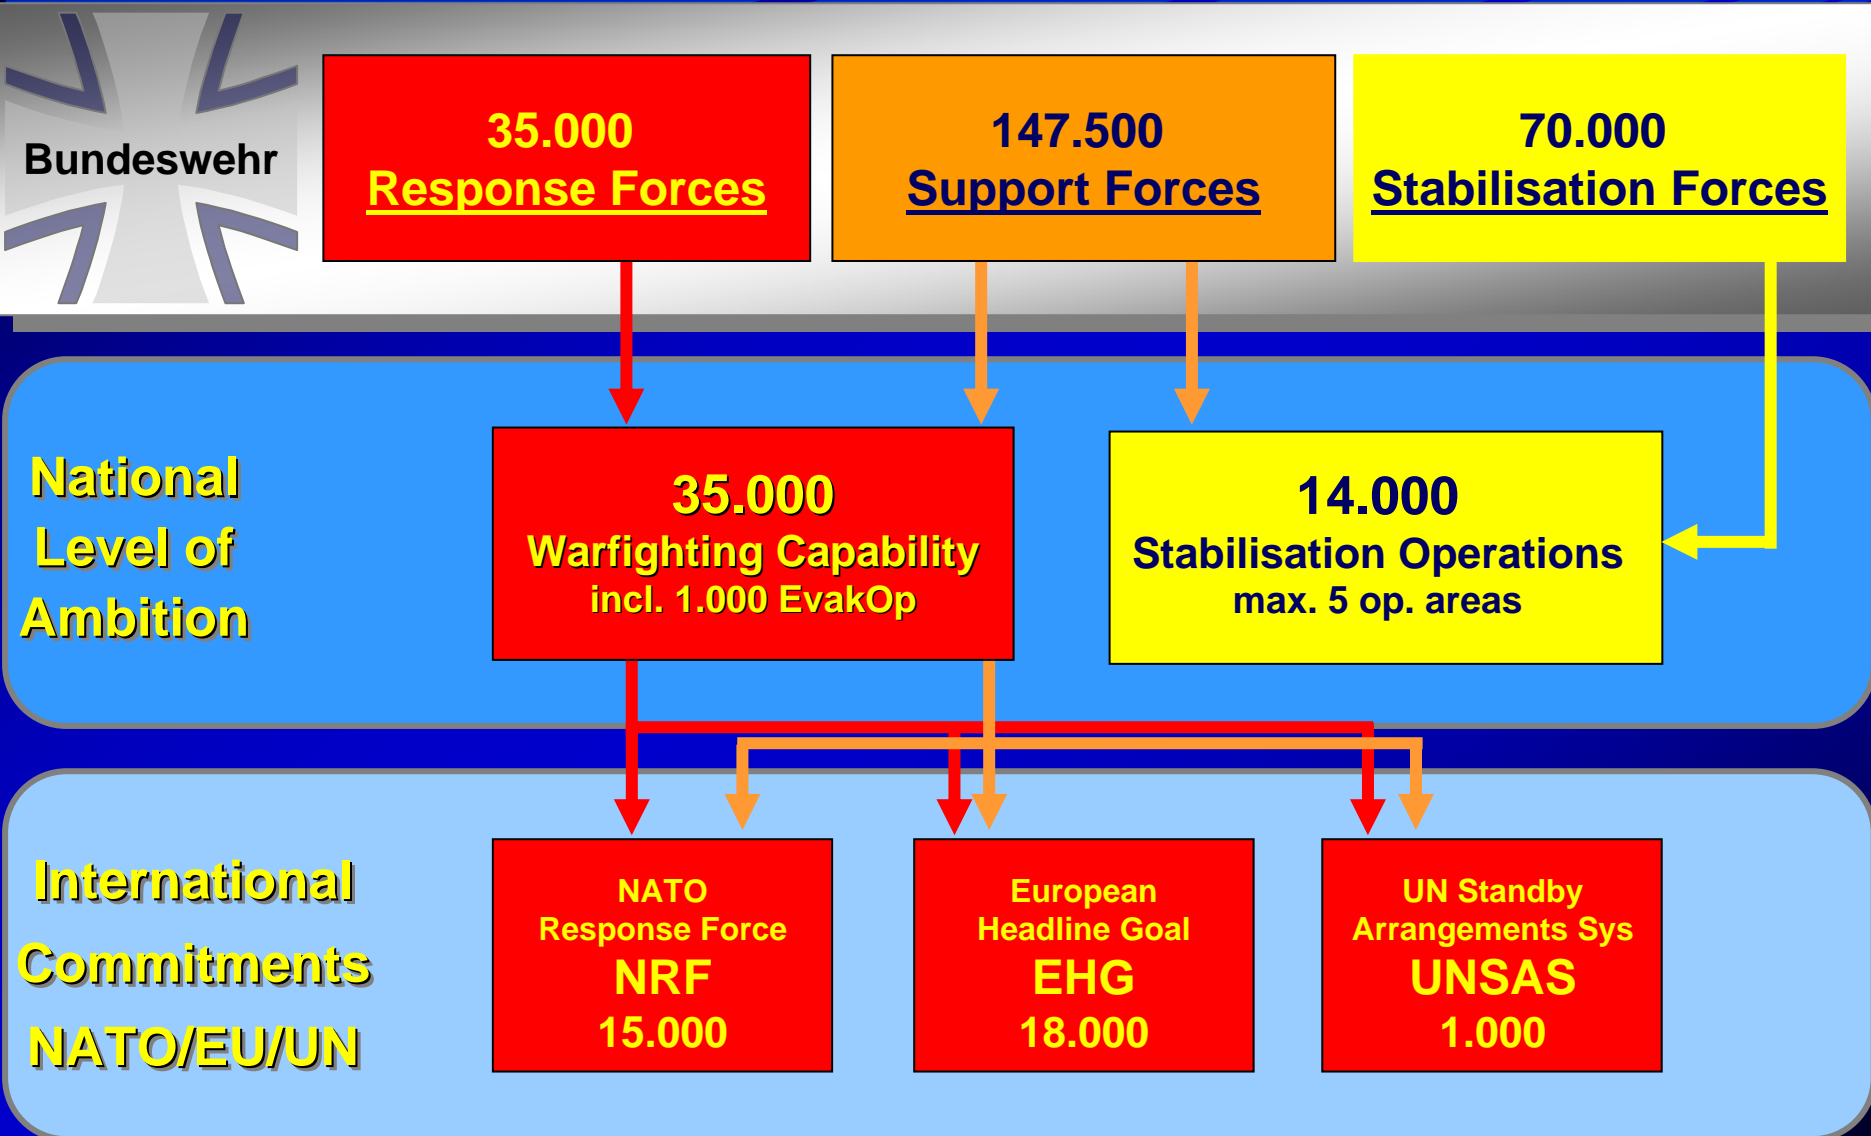 Bundeswehr
35.000
Response Forces
147.500
Support Forces
70.000
Stabilisation Forces
National
Level of
Ambition
35.000
Warfighting Capability
incl. 1.000 EvakOp
14.000
Stabilisation Operations
max. 5 op. areas
International
Commitments
NATO/EU/UN
NATO
Response Force
NRF
15.000
European
Headline Goal
EHG
18.000
UN Standby
Arrangements Sys
UNSAS
1.000